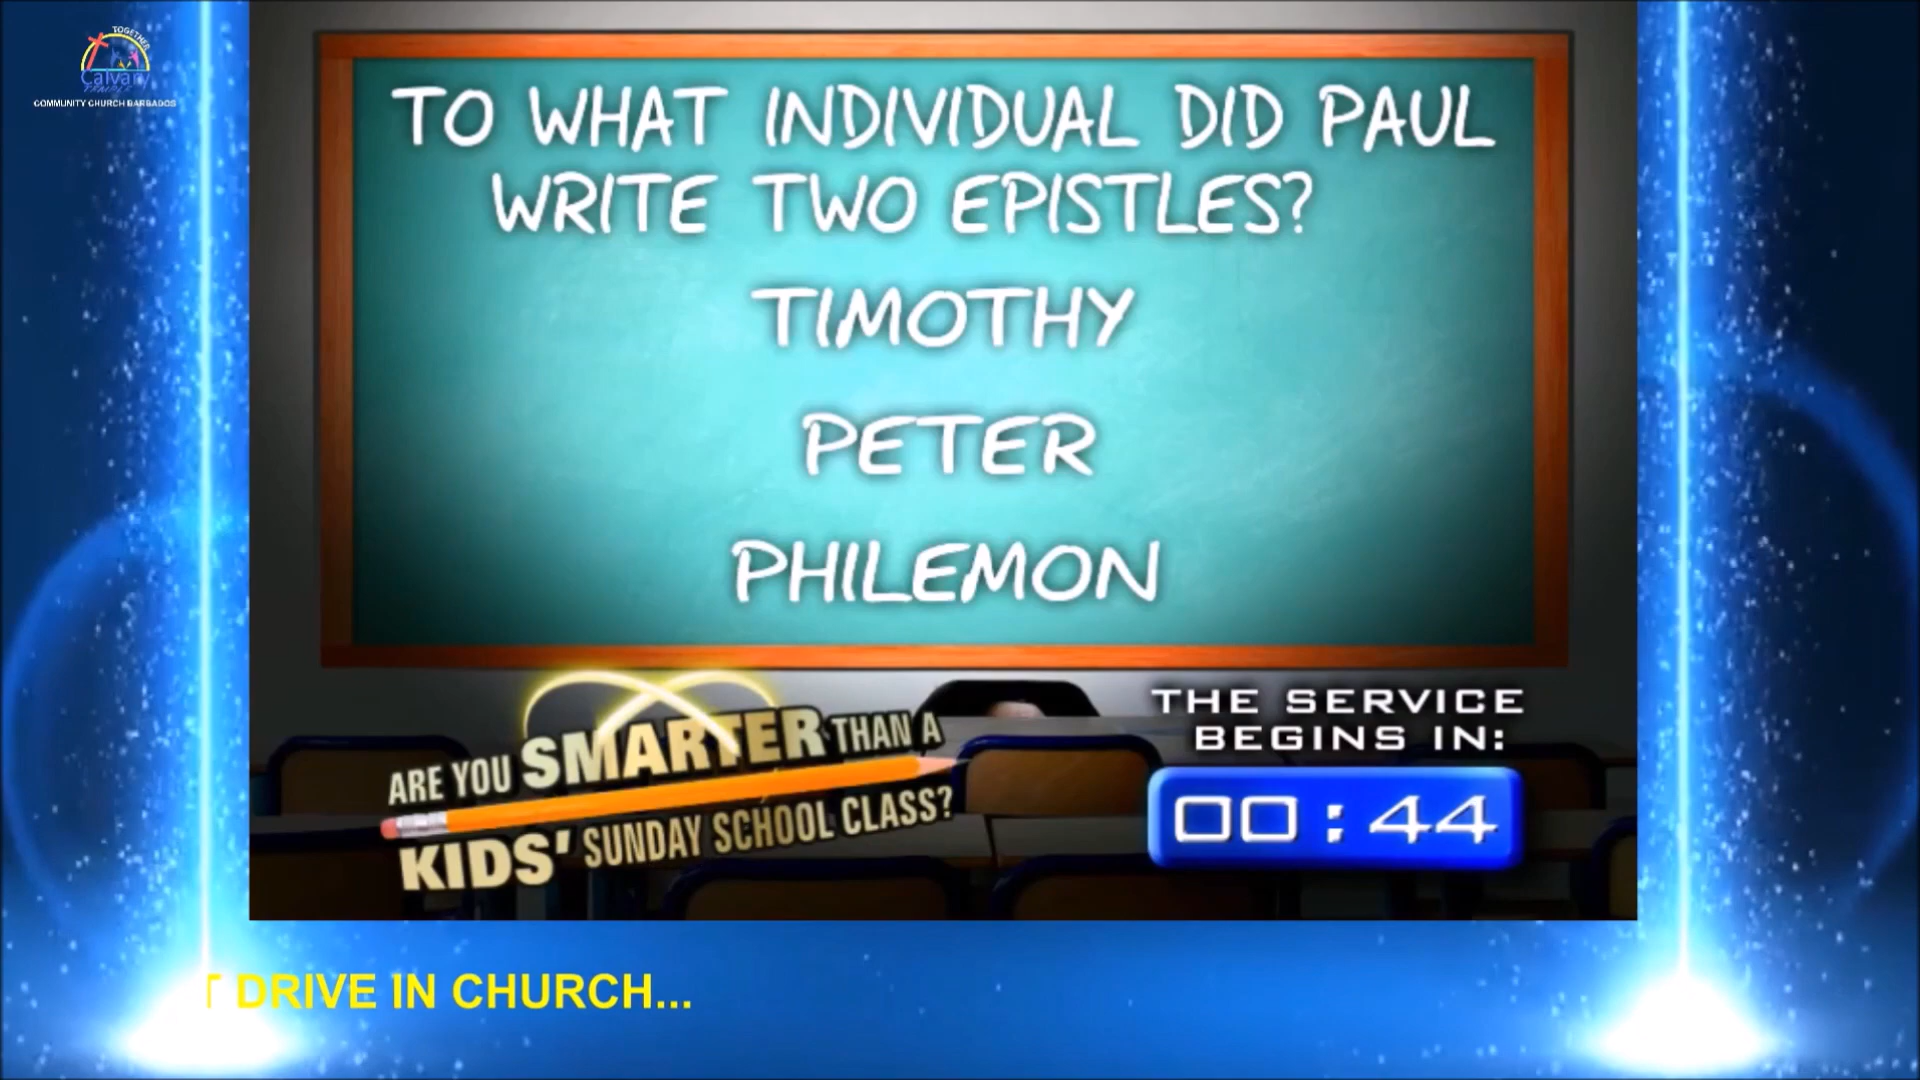 TOGETHER
Calvary
TEMPLE
COMMUNITY CHURCH BARBADOS
TO WHAT INDIVIDUAL DID PAUL
WRITE TWO EPISTLES?
TIMOTHY
PETER
PHILEMON
ARE YOU SMARTER THAN A
KIDS' SUNDAY SCHOOL CLASS?
THE SERVICE
BEGINS IN:
00:44
DRIVE IN CHURCH...